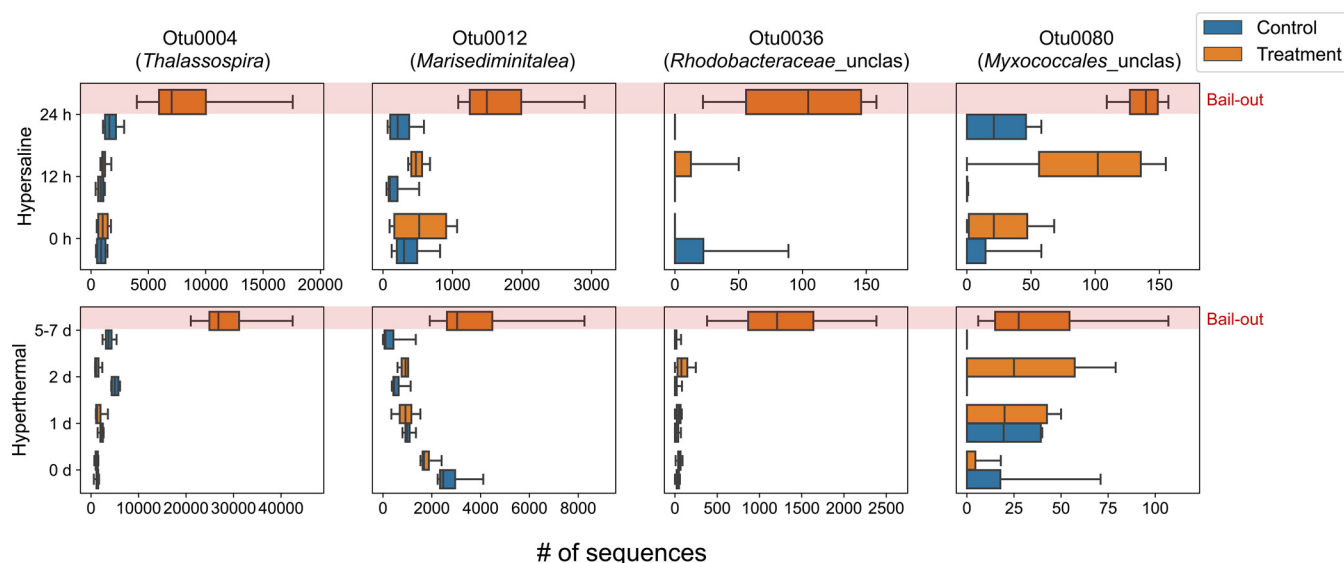 Control
Treatment
Otu0004
(Thalassospira)
Otu0012
(Marisediminitalea)
Otu0036
(Rhodobacteraceae_unclas)
Otu0080
(Myxococcales_unclas)
Bail-out
Hypersaline
24 h
12 h
0 h
0 5000 10000 15000 20000
0 1000 2000 3000
0 50 100 150
0 50 100 150
Bail-out
Hyperthermal
5-7 d
2 d
1 d
0 d
0 10000 20000 30000 40000
0 2000 4000 6000 8000
0 500 1000 1500 2000 2500
0 25 50 75 100
# of sequences